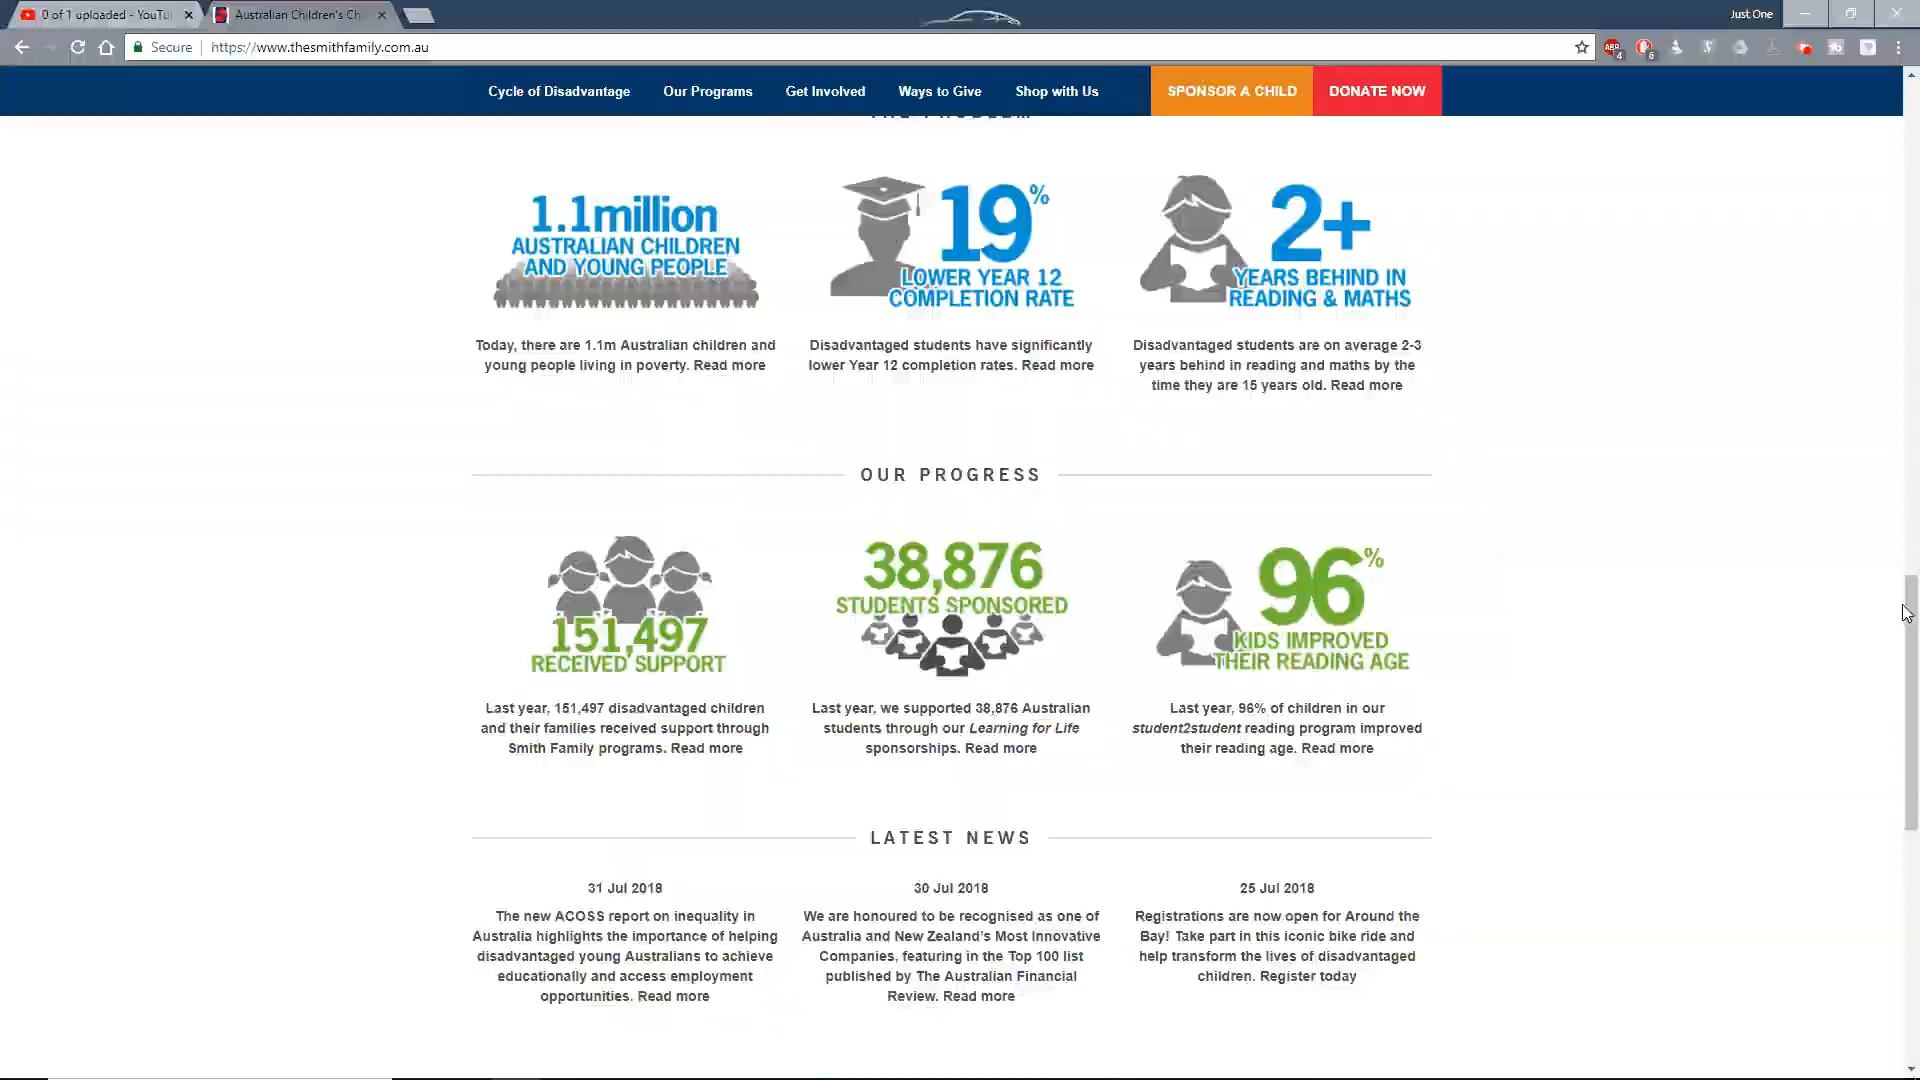 0 of 1 uploaded - YouTu
Australian Children's Ch
Just One
Secure
https://www.thesmithfamily.com.au
Cycle of Disadvantage
Our Programs
Get Involved
Ways to Give
Shop with Us
SPONSOR A CHILD
DONATE NOW
THE PROBLEM
1.1million
AUSTRALIAN CHILDREN
AND YOUNG PEOPLE
Today, there are 1.1m Australian children and
young people living in poverty. Read more
19%
LOWER YEAR 12
COMPLETION RATE
Disadvantaged students have significantly
lower Year 12 completion rates. Read more
2+
YEARS BEHIND IN
READING & MATHS
Disadvantaged students are on average 2-3
years behind in reading and maths by the
time they are 15 years old. Read more
OUR PROGRESS
151,497
RECEIVED SUPPORT
Last year, 151,497 disadvantaged children
and their families received support through
Smith Family programs. Read more
38,876
STUDENTS SPONSORED
Last year, we supported 38,876 Australian
students through our Learning for Life
sponsorships. Read more
96%
KIDS IMPROVED
THEIR READING AGE
Last year, 96% of children in our
student2student reading program improved
their reading age. Read more
LATEST NEWS
31 Jul 2018
The new ACOSS report on inequality in
Australia highlights the importance of helping
disadvantaged young Australians to achieve
educationally and access employment
opportunities. Read more
30 Jul 2018
We are honoured to be recognised as one of
Australia and New Zealand's Most Innovative
Companies, featuring in the Top 100 list
published by The Australian Financial
Review. Read more
25 Jul 2018
Registrations are now open for Around the
Bay! Take part in this iconic bike ride and
help transform the lives of disadvantaged
children. Register today